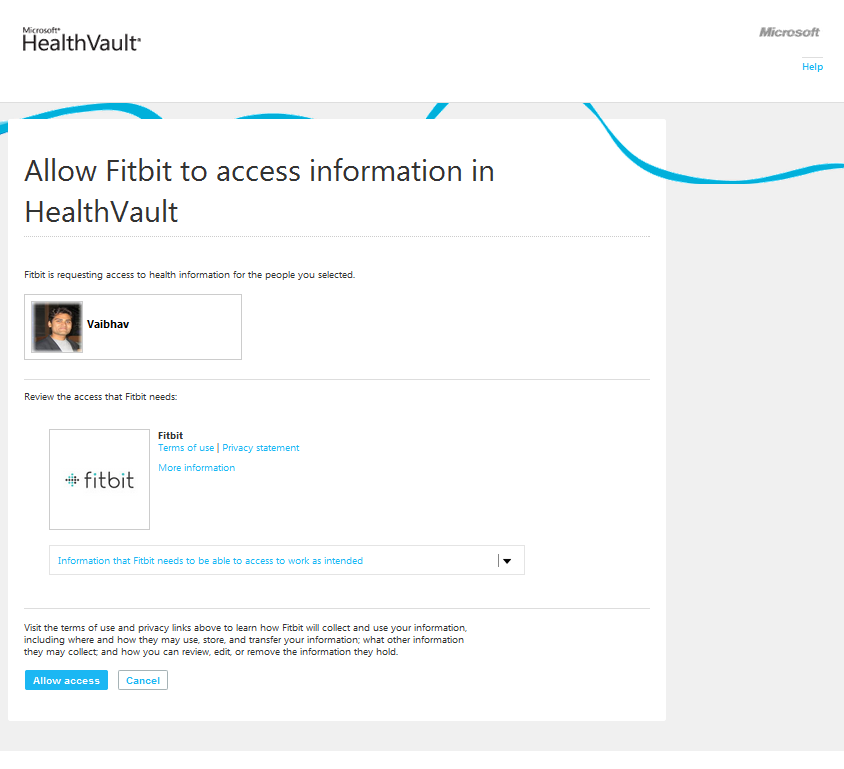 Microsoft®
HealthVault®
Microsoft
Help
Allow Fitbit to access information in
HealthVault
Fitbit is requesting access to health information for the people you selected.
Vaibhav
Review the access that Fitbit needs:
Fitbit
Terms of use | Privacy statement
More information
fitbit
Information that Fitbit needs to be able to access to work as intended
Visit the terms of use and privacy links above to learn how Fitbit will collect and use your information,
including where and how they may use, store, and transfer your information; what other information
they may collect; and how you can review, edit, or remove the information they hold.
Allow access
Cancel